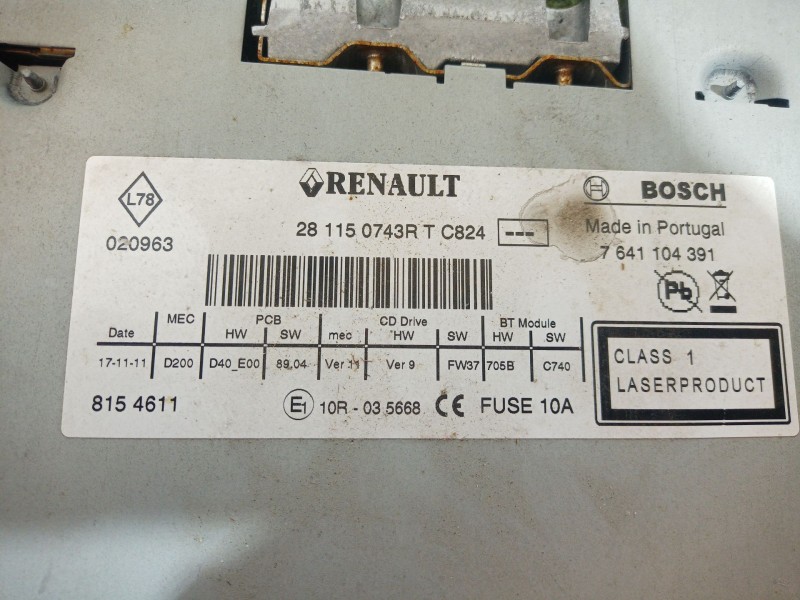 L78
RENAULT
BOSCH
020963
28 115 0743R T C824 ---
Made in Portugal
7 641 104 391
Pb
MEC PCB CD Drive BT Module
Date HW SW mec HW SW HW SW
17-11-11 D200 D40_E00 89.04 Ver 11 Ver 9 FW37 705B C740
CLASS 1
LASERPRODUCT
815 4611
E1 10R - 03 5668 CE FUSE 10A